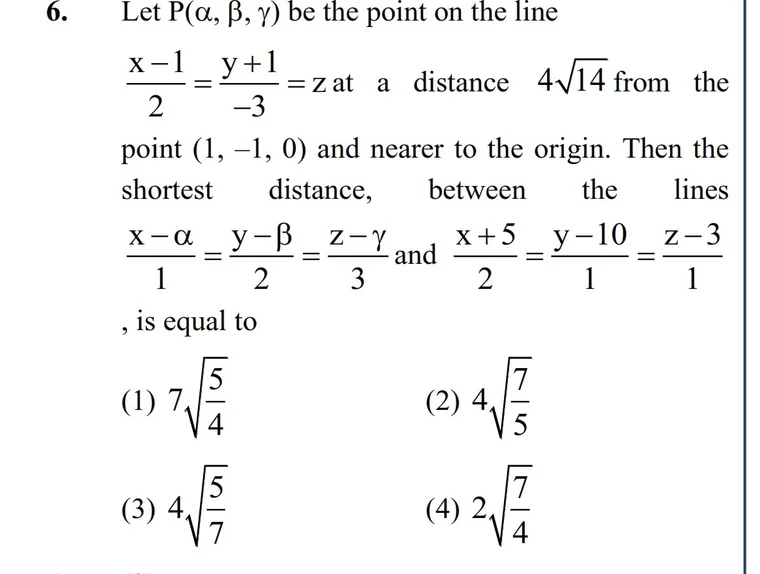 6. Let P(α, β, γ) be the point on the line
(x−1)/2 = (y+1)/−3 = z at a distance 4√14 from the
point (1, –1, 0) and nearer to the origin. Then the
shortest distance, between the lines
(x−α)/1 = (y−β)/2 = (z−γ)/3 and (x+5)/2 = (y−10)/1 = (z−3)/1
, is equal to
(1) 7√(5/4) (2) 4√(7/5)
(3) 4√(5/7) (4) 2√(7/4)